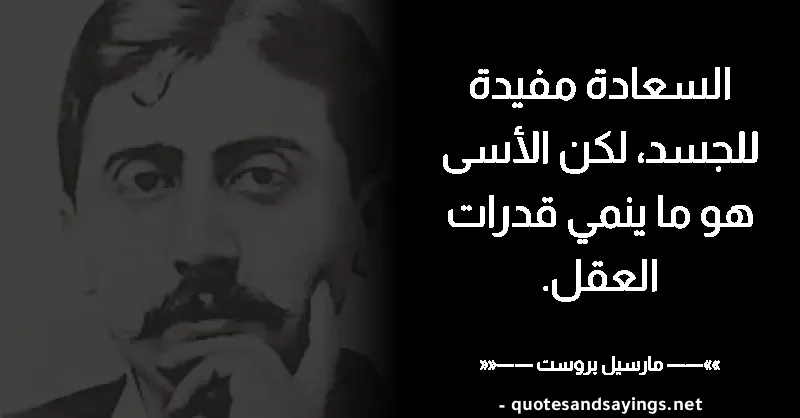 السعادة مفيدة
للجسد، لكن الأسى
هو ما ينمي قدرات
العقل.
»»——— مارسيل بروست ———««
- quotesandsayings.net